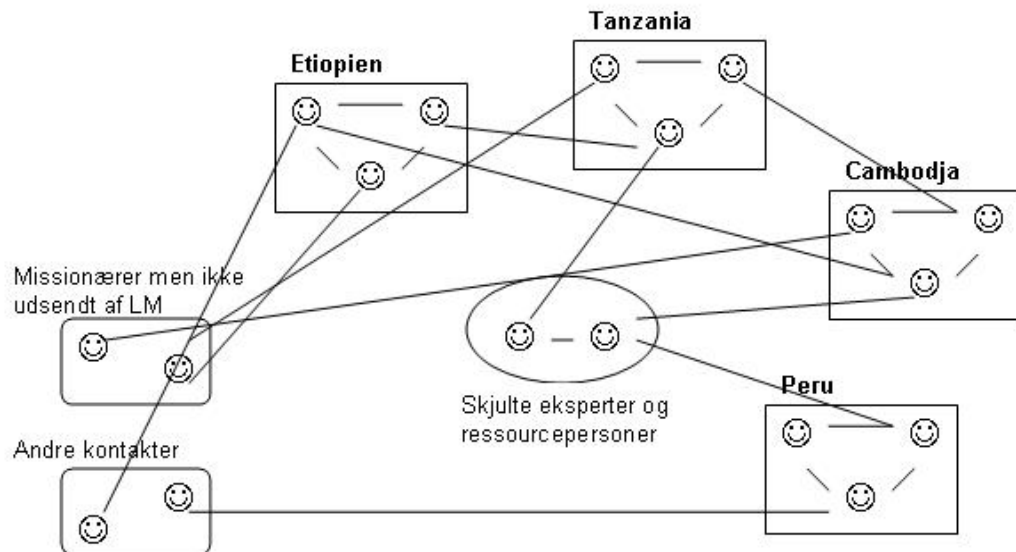 Tanzania
Etiopien
Cambodja
Missionærer men ikke
udsendt af LM
Peru
Skjulte eksperter og
ressourcepersoner
Andre kontakter